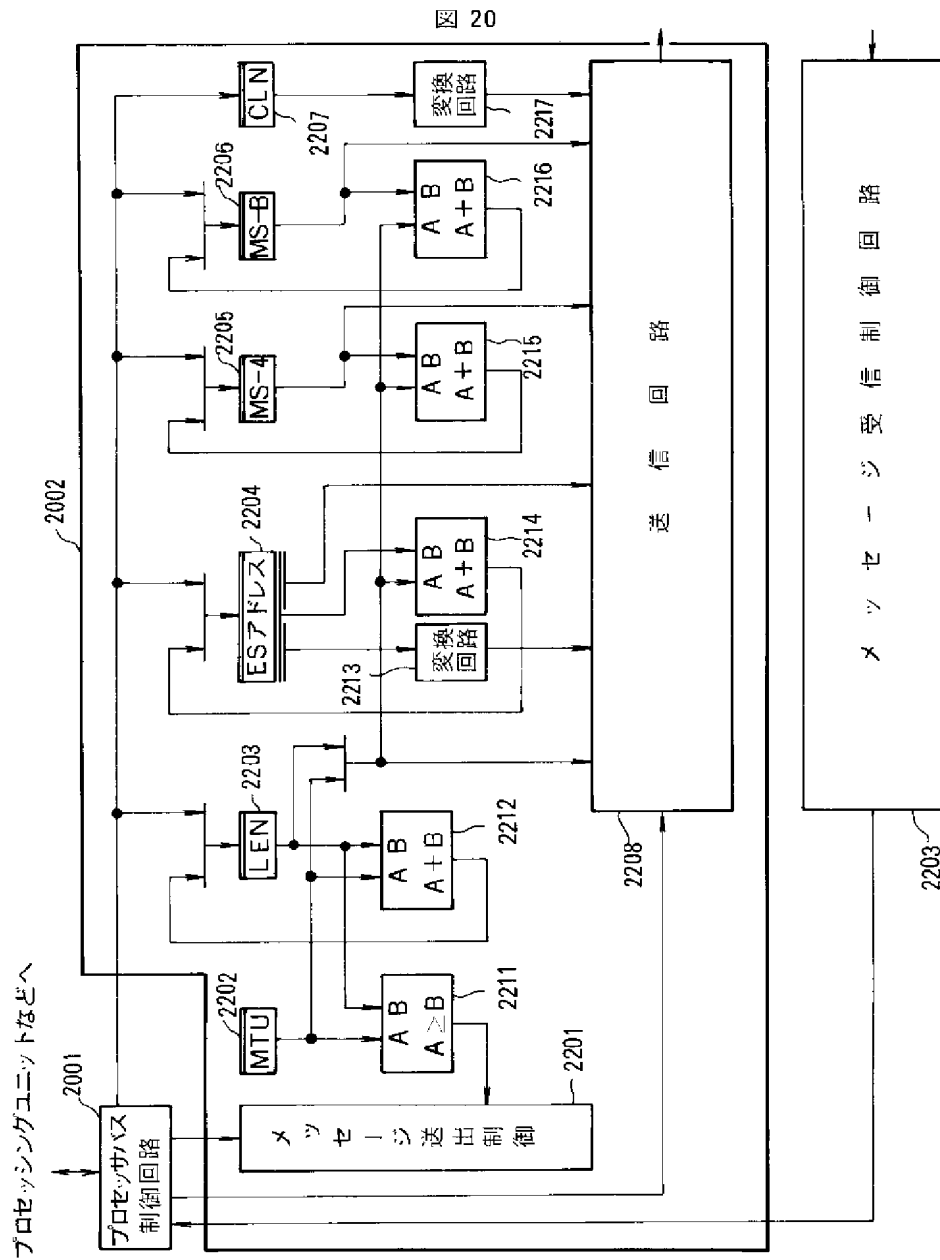 図 20
プロセッシングユニットなどへ
2001
プロセッサバス
制御回路
2002
MTU
2202
LEN
2203
ESアドレス
2204
MS-4
2205
MS-B
2206
CLN
2207
A B
A≥B
2211
A B
A+B
2212
変換
回路
2213
A B
A+B
2214
A B
A+B
2215
A B
A+B
2216
変換
回路
2217
メッセージ送出制御
2201
送信回路
2208
メッセージ受信制御回路
2203